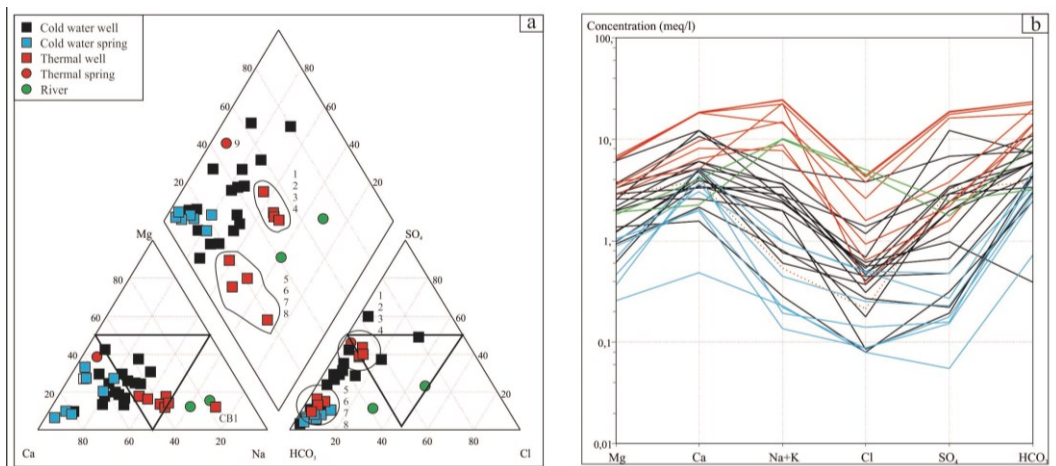 a
Cold water well
Cold water spring
Thermal well
Thermal spring
River
80
80
60
60
9
40
40
20
20
1
2
3
4
Mg
SO₄
5
6
7
8
80
80
1
2
3
4
60
60
40
40
20
20
5
6
7
8
CB1
80
60
40
20
20
40
60
80
Ca
Na
HCO₃
Cl
b
Concentration (meq/l)
100,
10,
1,
0,1
0,01
Mg
Ca
Na+K
Cl
SO₄
HCO₃